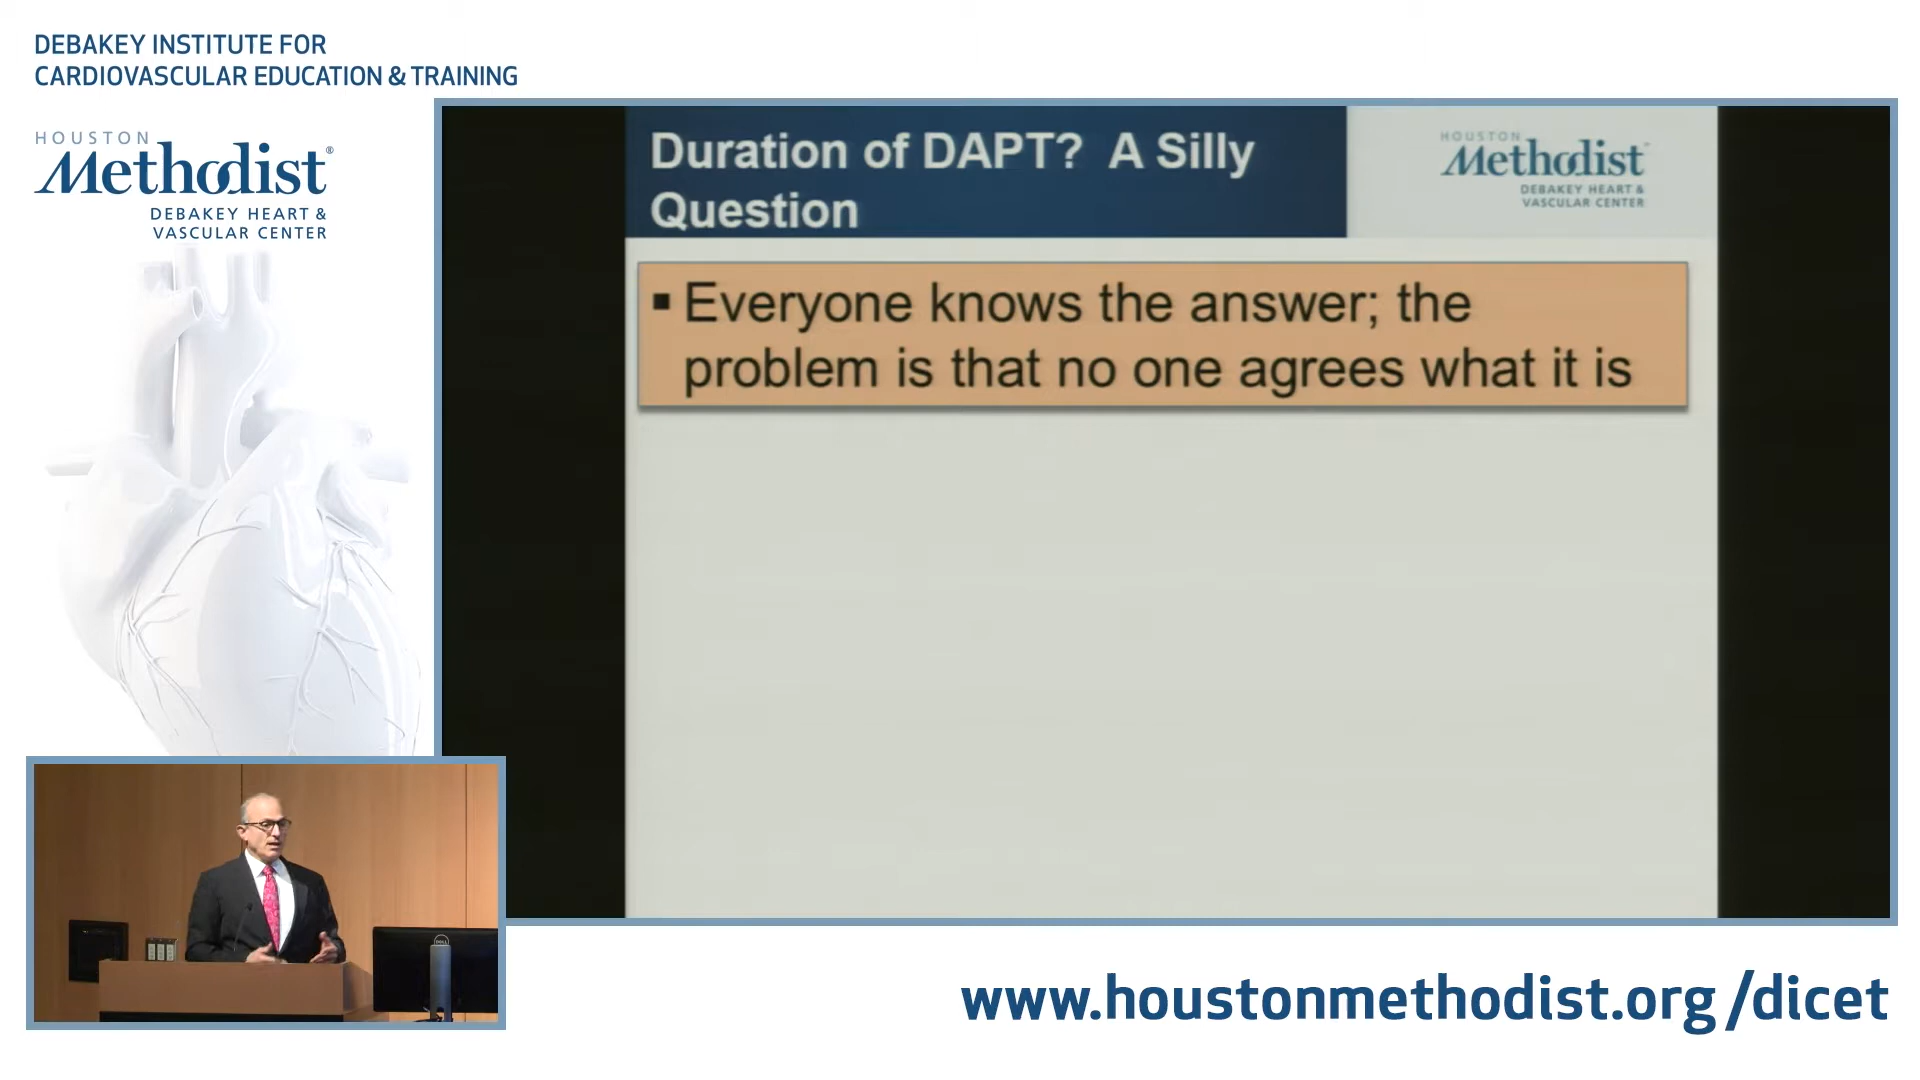 DEBAKEY INSTITUTE FOR
CARDIOVASCULAR EDUCATION & TRAINING
HOUSTON
Methodist®
DEBAKEY HEART &
VASCULAR CENTER
Duration of DAPT? A Silly
Question
HOUSTON
Methodist
DEBAKEY HEART &
VASCULAR CENTER
▪ Everyone knows the answer; the
problem is that no one agrees what it is
DELL
www.houstonmethodist.org/dicet